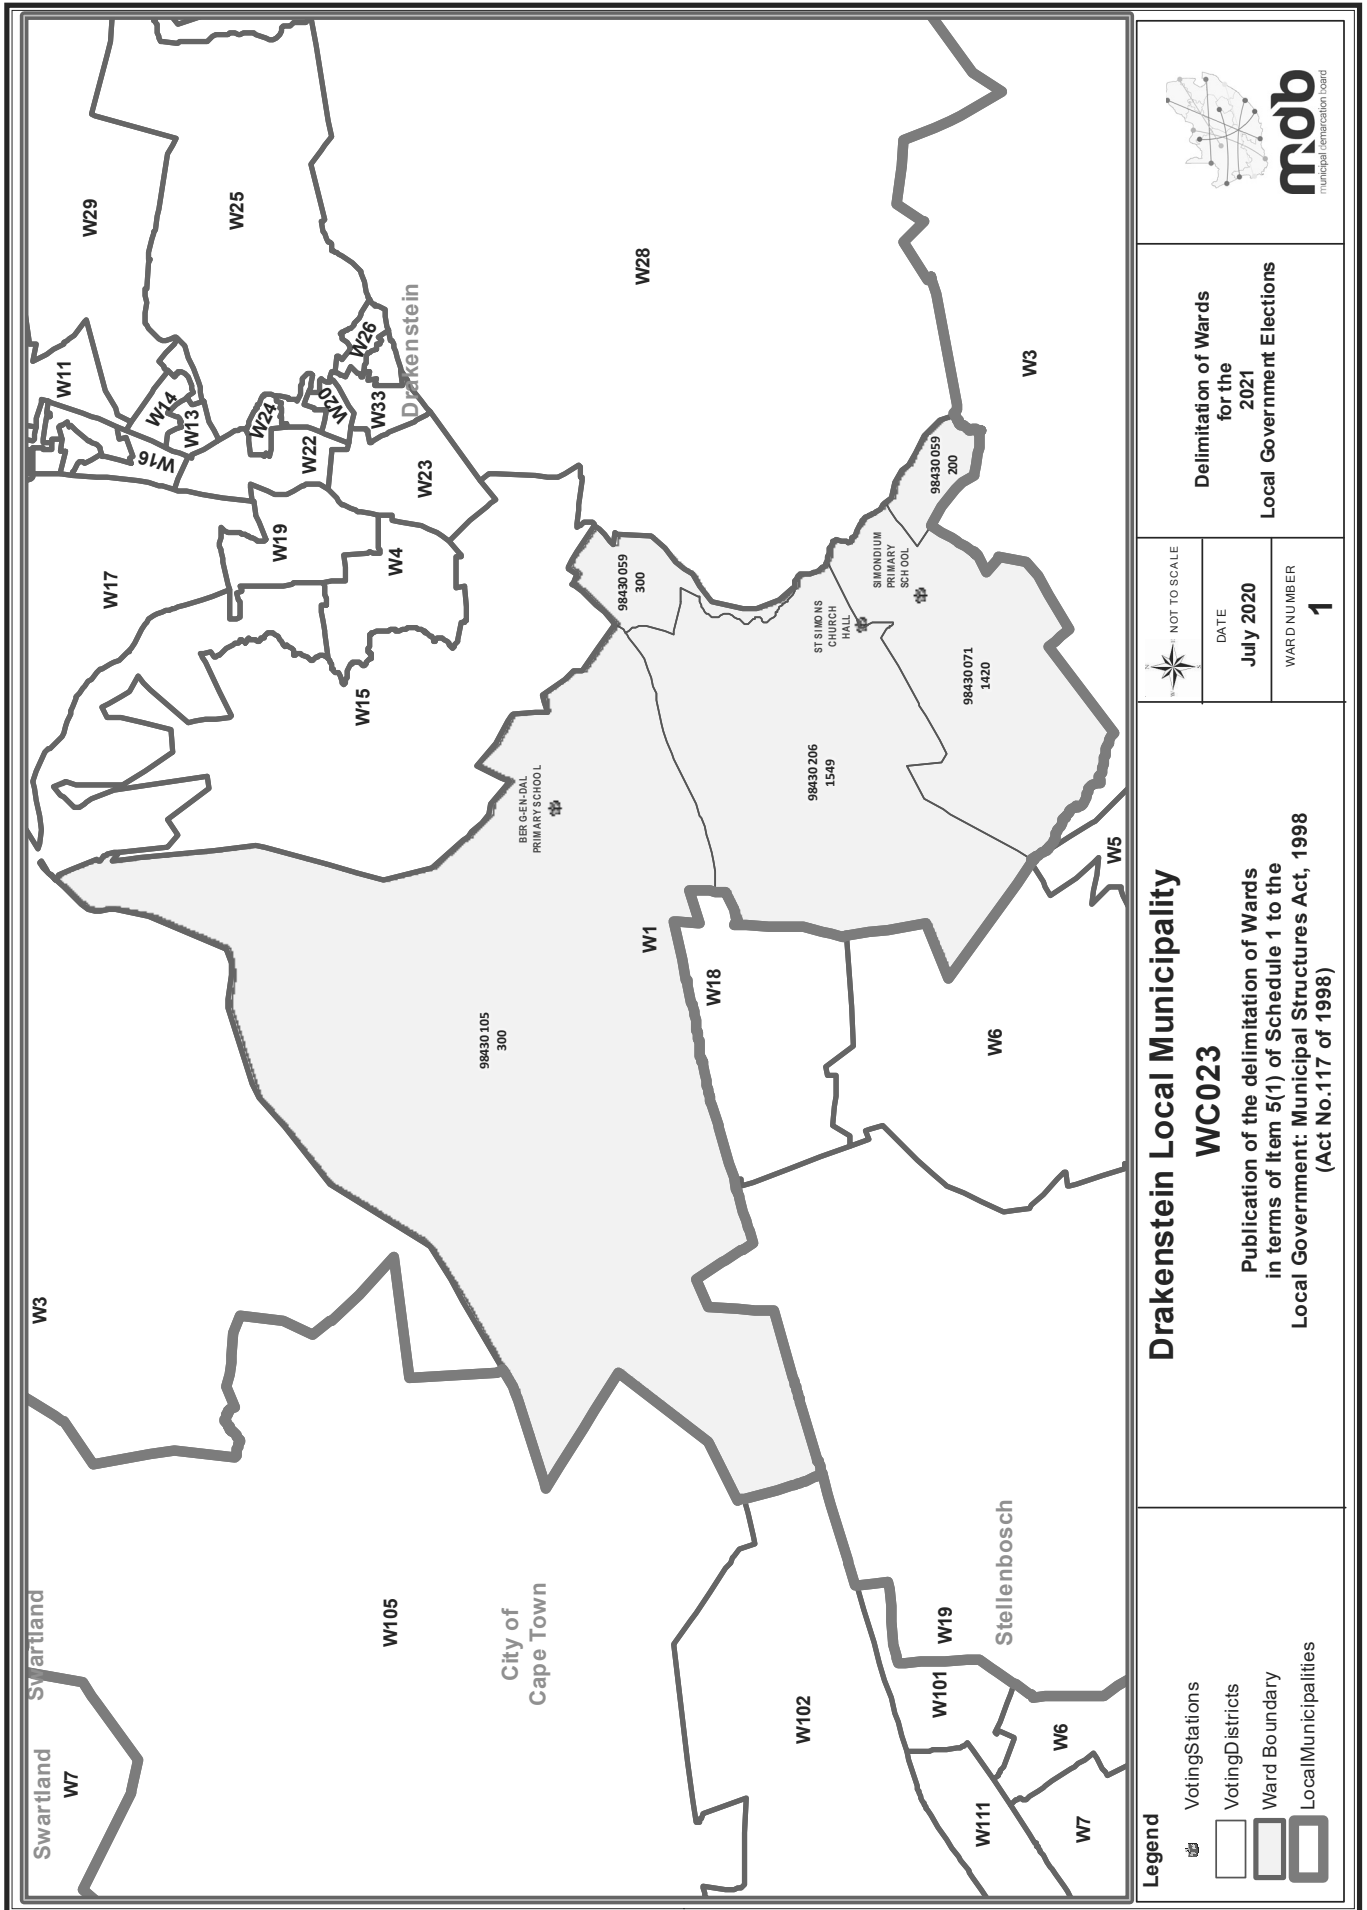 Swartland
Swartland
W7
W3
W105
City of
Cape Town
W102
W101
W111
W19
W6
W7
Stellenbosch
W29
W25
W11
W14
W13
W16
W24
W20
W26
W33
W22
W23
Drakenstein
W28
W3
W17
W19
W4
W15
BERG-EN-DAL
PRIMARY SCHOOL
98430059
300
ST SIMONS
CHURCH
HALL
SIMONDIUM
PRIMARY
SCHOOL
98430059
200
98430071
1420
98430206
1549
98430105
300
W1
W18
W6
W5
Legend
VotingStations
VotingDistricts
Ward Boundary
LocalMunicipalities
Drakenstein Local Municipality
WC023
Publication of the delimitation of Wards
in terms of Item 5(1) of Schedule 1 to the
Local Government: Municipal Structures Act, 1998
(Act No.117 of 1998)
N
E
S
W
NOT TO SCALE
DATE
July 2020
WARD NUMBER
1
Delimitation of Wards
for the
2021
Local Government Elections
mdb
municipal demarcation board